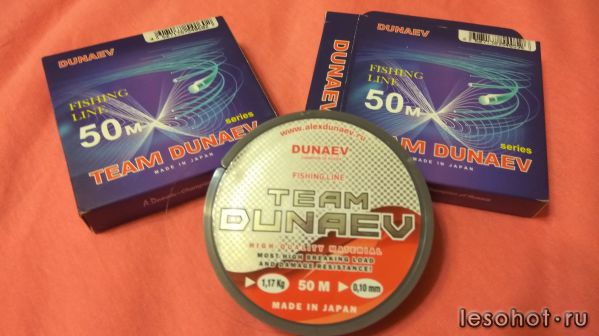 DUNAEV
FISHING
LINE
50M
series
TEAM DUNAEV
MADE IN JAPAN
DUNAEV
DUNAEV
FISHING
LINE
50M
series
TEAM DUNAEV
MADE IN JAPAN
www.alexdunaev.ru
DUNAEV
FISHING LINE
TEAM
DUNAEV
HIGH QUALITY MATERIAL
MOST HIGH BREAKING LOAD
AND DAMAGE RESISTANCE!
1,17 Kg
50 M
0,10 mm
MADE IN JAPAN
lesohot.ru